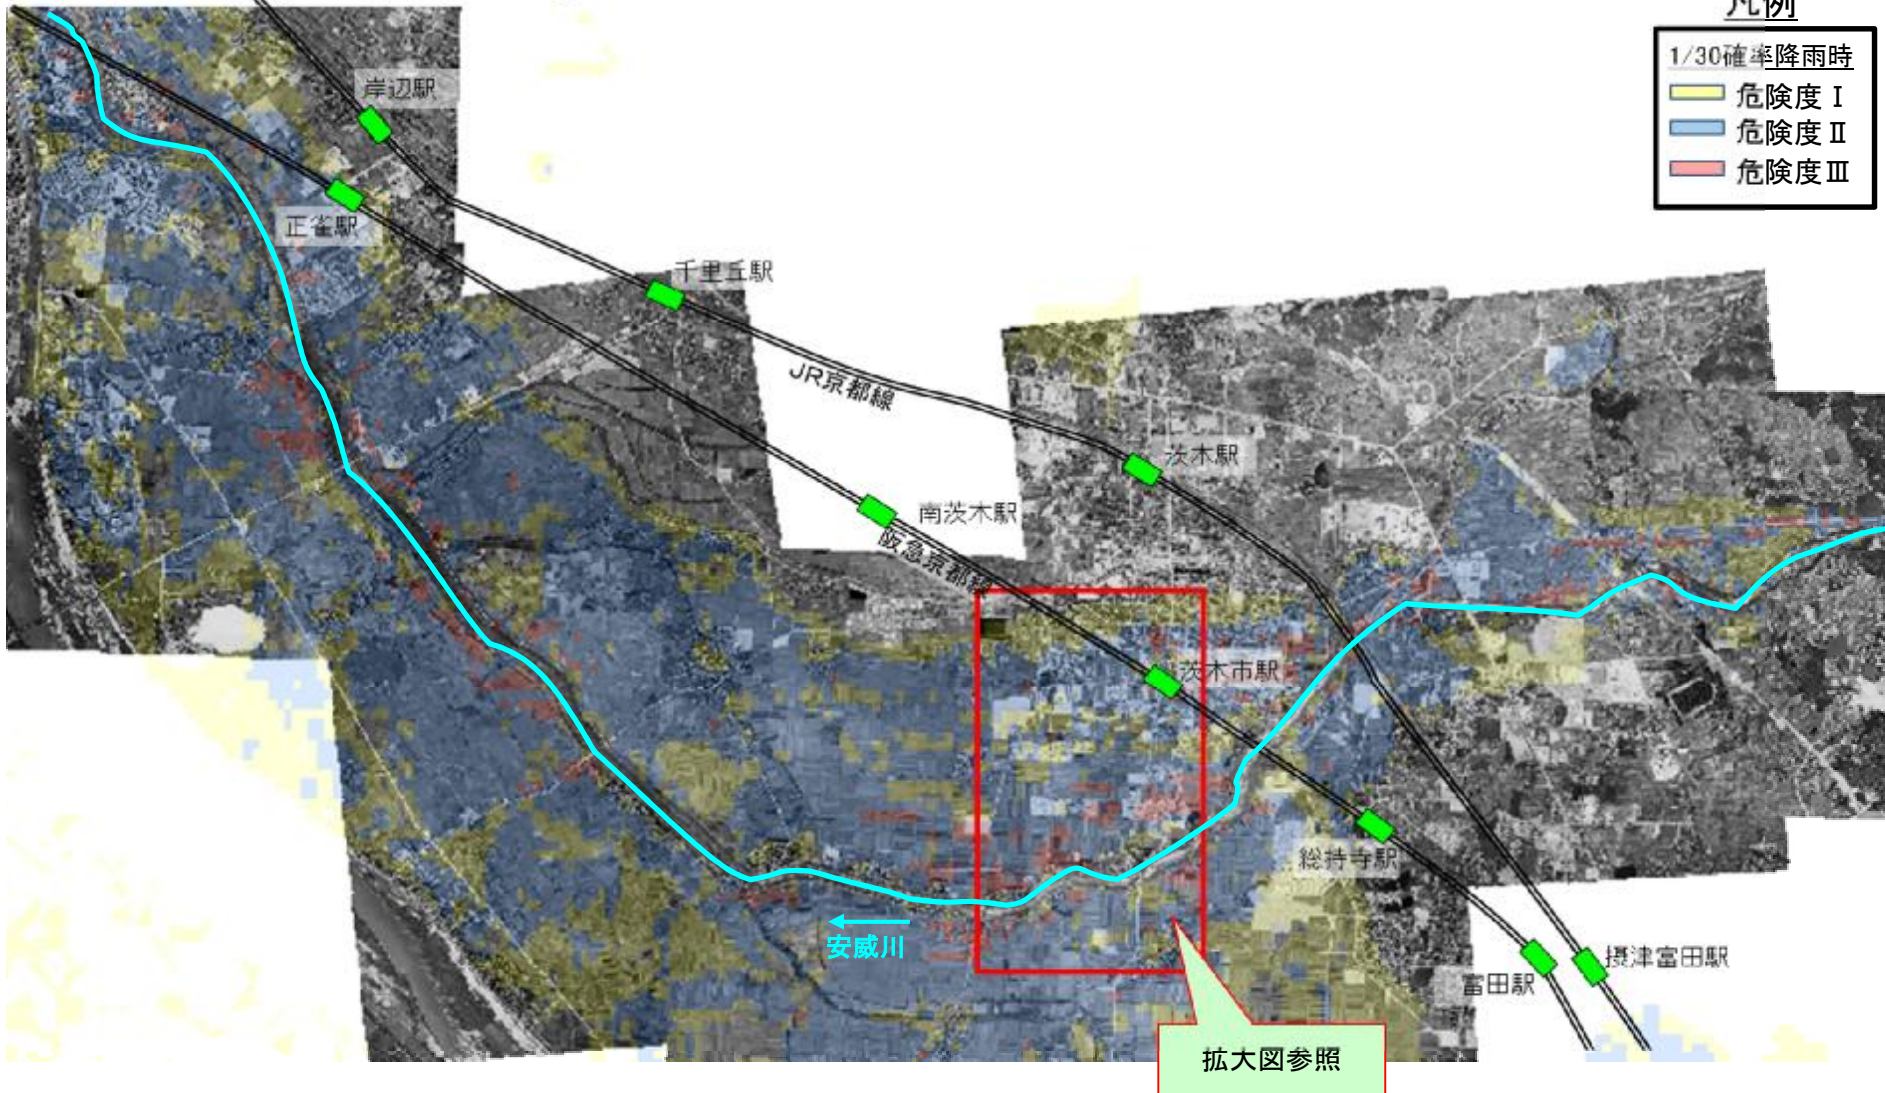 凡例
1/30確率降雨時
危険度Ⅰ
危険度Ⅱ
危険度Ⅲ
岸辺駅
正雀駅
千里丘駅
JR京都線
茨木駅
南茨木駅
阪急京都線
茨木市駅
総持寺駅
安威川
摂津富田駅
富田駅
拡大図参照